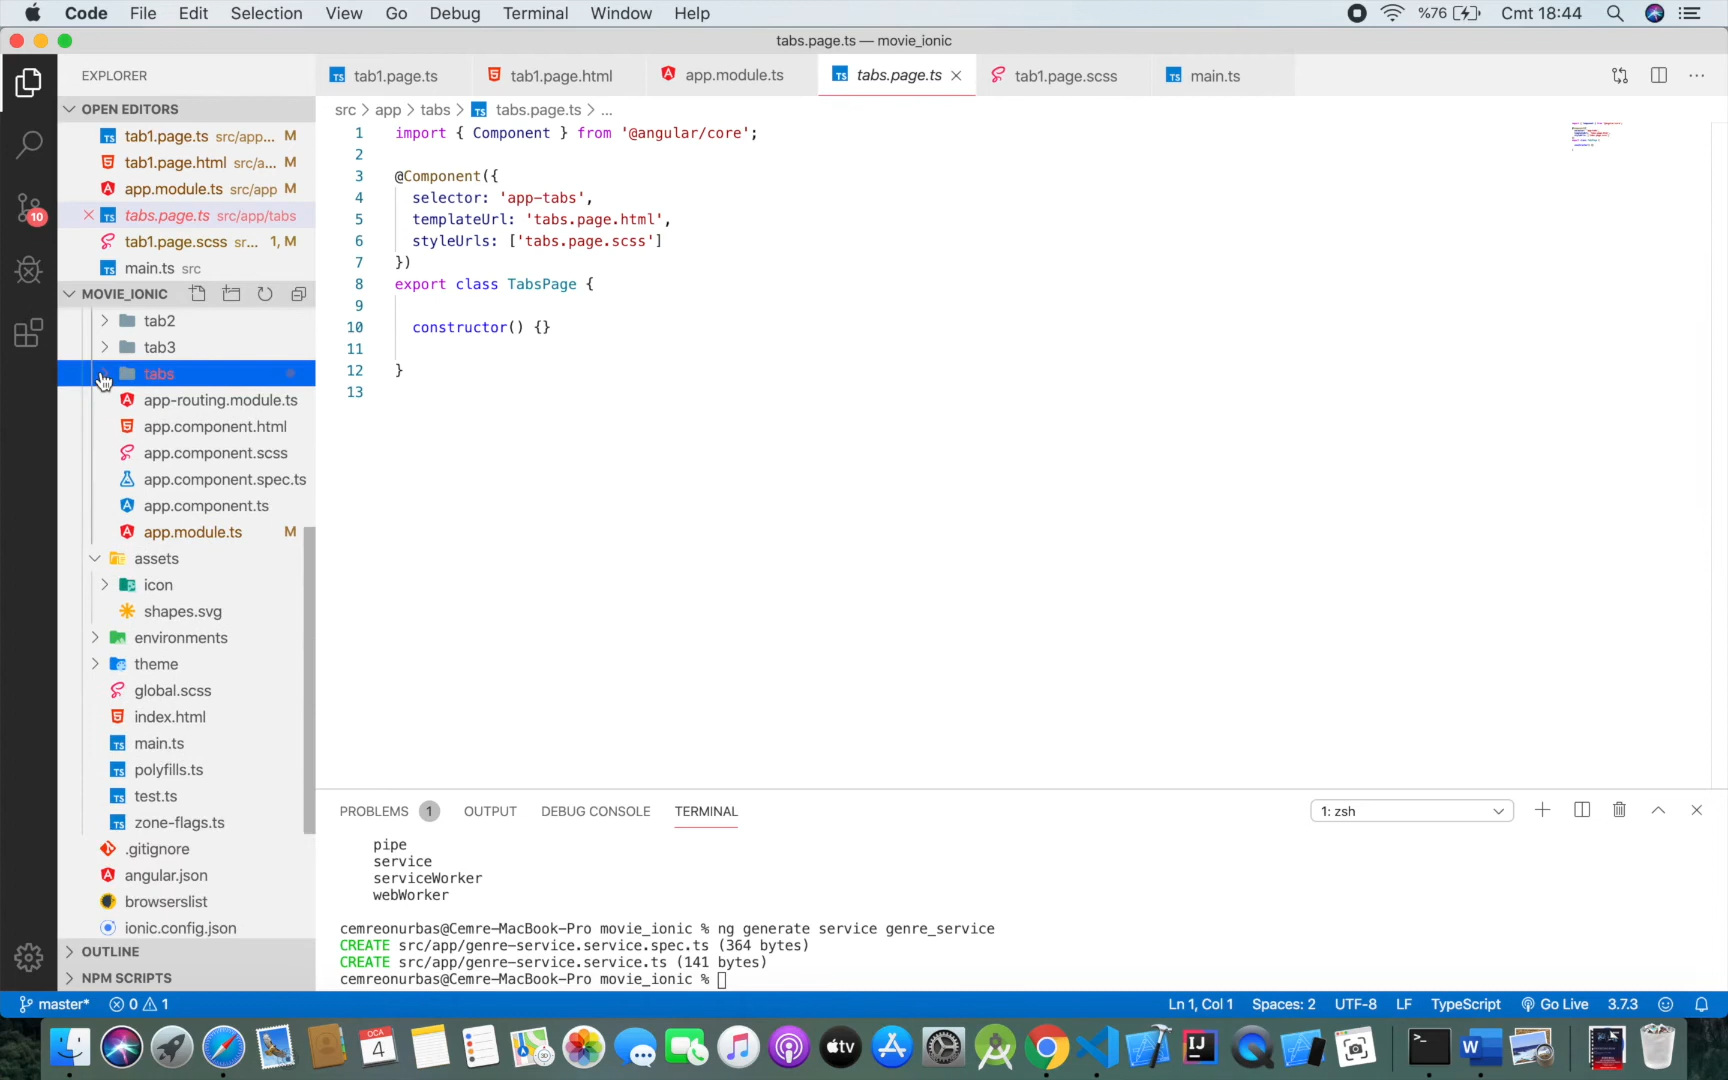 Code File Edit Selection View Go Debug Terminal Window Help %76 Cmt 18:44
tabs.page.ts — movie_ionic
EXPLORER
tab1.page.ts tab1.page.html app.module.ts tabs.page.ts tab1.page.scss main.ts
OPEN EDITORS
tab1.page.ts src/app... M
tab1.page.html src/a... M
app.module.ts src/app M
tabs.page.ts src/app/tabs
tab1.page.scss sr... 1, M
main.ts src
10
MOVIE_IONIC
tab2
tab3
tabs
app-routing.module.ts
app.component.html
app.component.scss
app.component.spec.ts
app.component.ts
app.module.ts M
assets
icon
shapes.svg
environments
theme
global.scss
index.html
main.ts
polyfills.ts
test.ts
zone-flags.ts
.gitignore
angular.json
browserslist
ionic.config.json
OUTLINE
NPM SCRIPTS
src > app > tabs > TS tabs.page.ts > ...
1 import { Component } from '@angular/core';
2
3 @Component({
4 selector: 'app-tabs',
5 templateUrl: 'tabs.page.html',
6 styleUrls: ['tabs.page.scss']
7 })
8 export class TabsPage {
9
10 constructor() {}
11
12 }
13
PROBLEMS 1 OUTPUT DEBUG CONSOLE TERMINAL 1: zsh
pipe
service
serviceWorker
webWorker
cemreonurbas@Cemre-MacBook-Pro movie_ionic % ng generate service genre_service
CREATE src/app/genre-service.service.spec.ts (364 bytes)
CREATE src/app/genre-service.service.ts (141 bytes)
cemreonurbas@Cemre-MacBook-Pro movie_ionic %
master* 0 1 Ln 1, Col 1 Spaces: 2 UTF-8 LF TypeScript Go Live 3.7.3
OCA
4
3D
tv
IJ
W